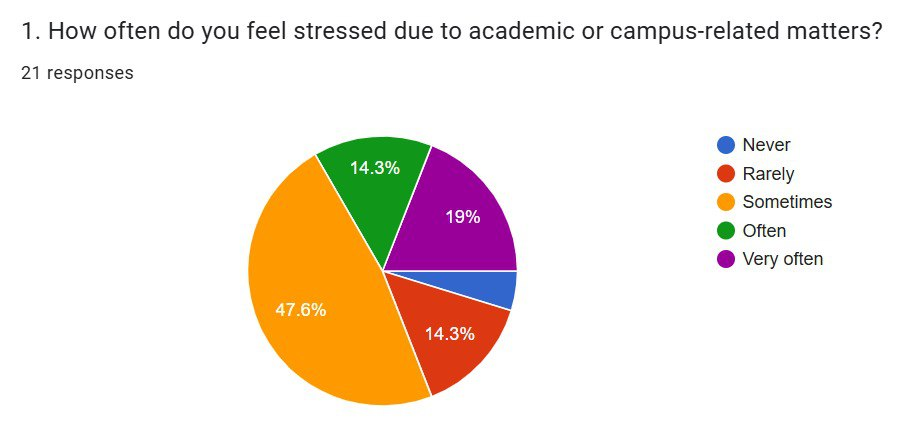 1. How often do you feel stressed due to academic or campus-related matters?
21 responses
14.3%
19%
47.6%
14.3%
Never
Rarely
Sometimes
Often
Very often